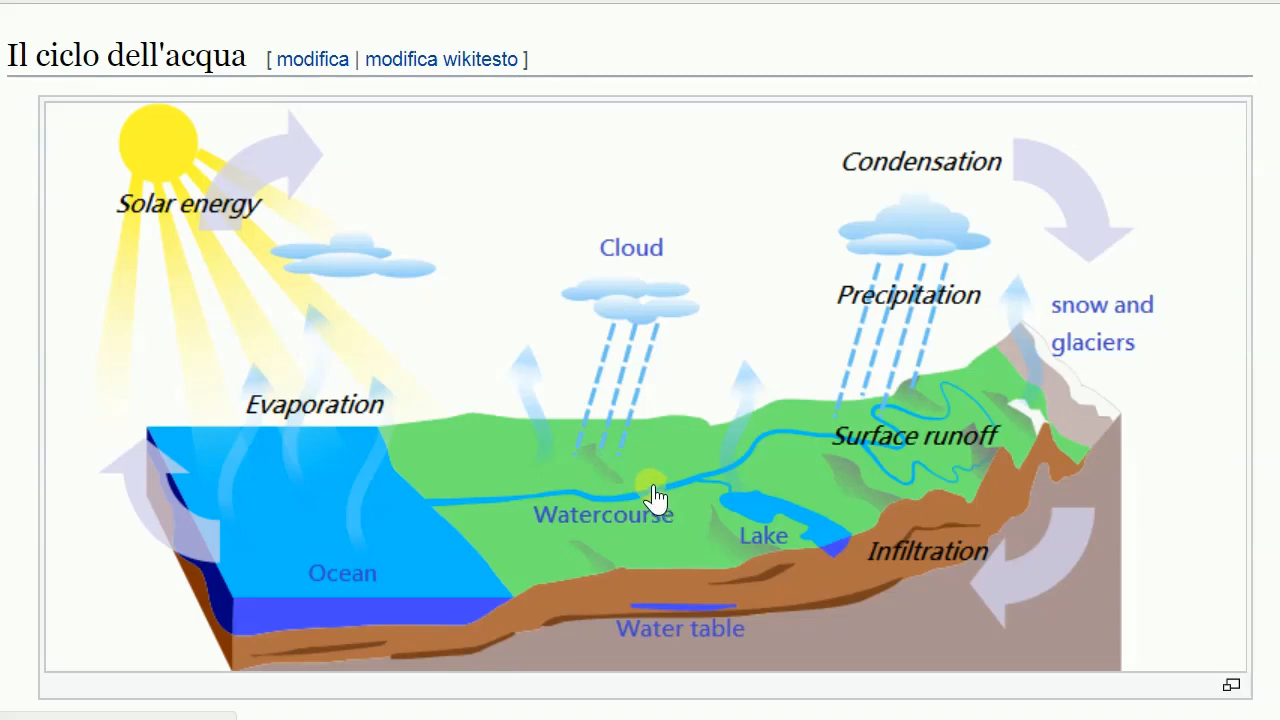 Il ciclo dell'acqua [ modifica | modifica wikitesto ]
Condensation
Solar energy
Cloud
Precipitation
snow and
glaciers
Evaporation
Surface runoff
Watercourse
Lake
Infiltration
Ocean
Water table